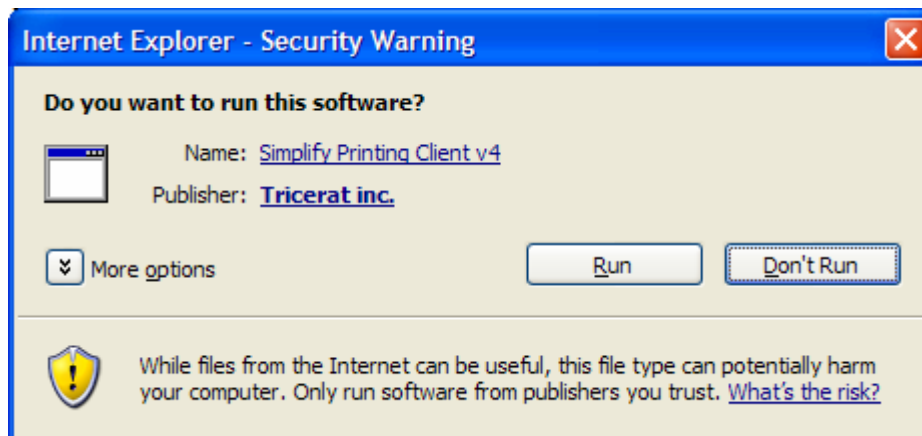 Internet Explorer - Security Warning
Do you want to run this software?
Name: Simplify Printing Client v4
Publisher: Tricerat inc.
More options
Run
Don't Run
While files from the Internet can be useful, this file type can potentially harm
your computer. Only run software from publishers you trust. What's the risk?